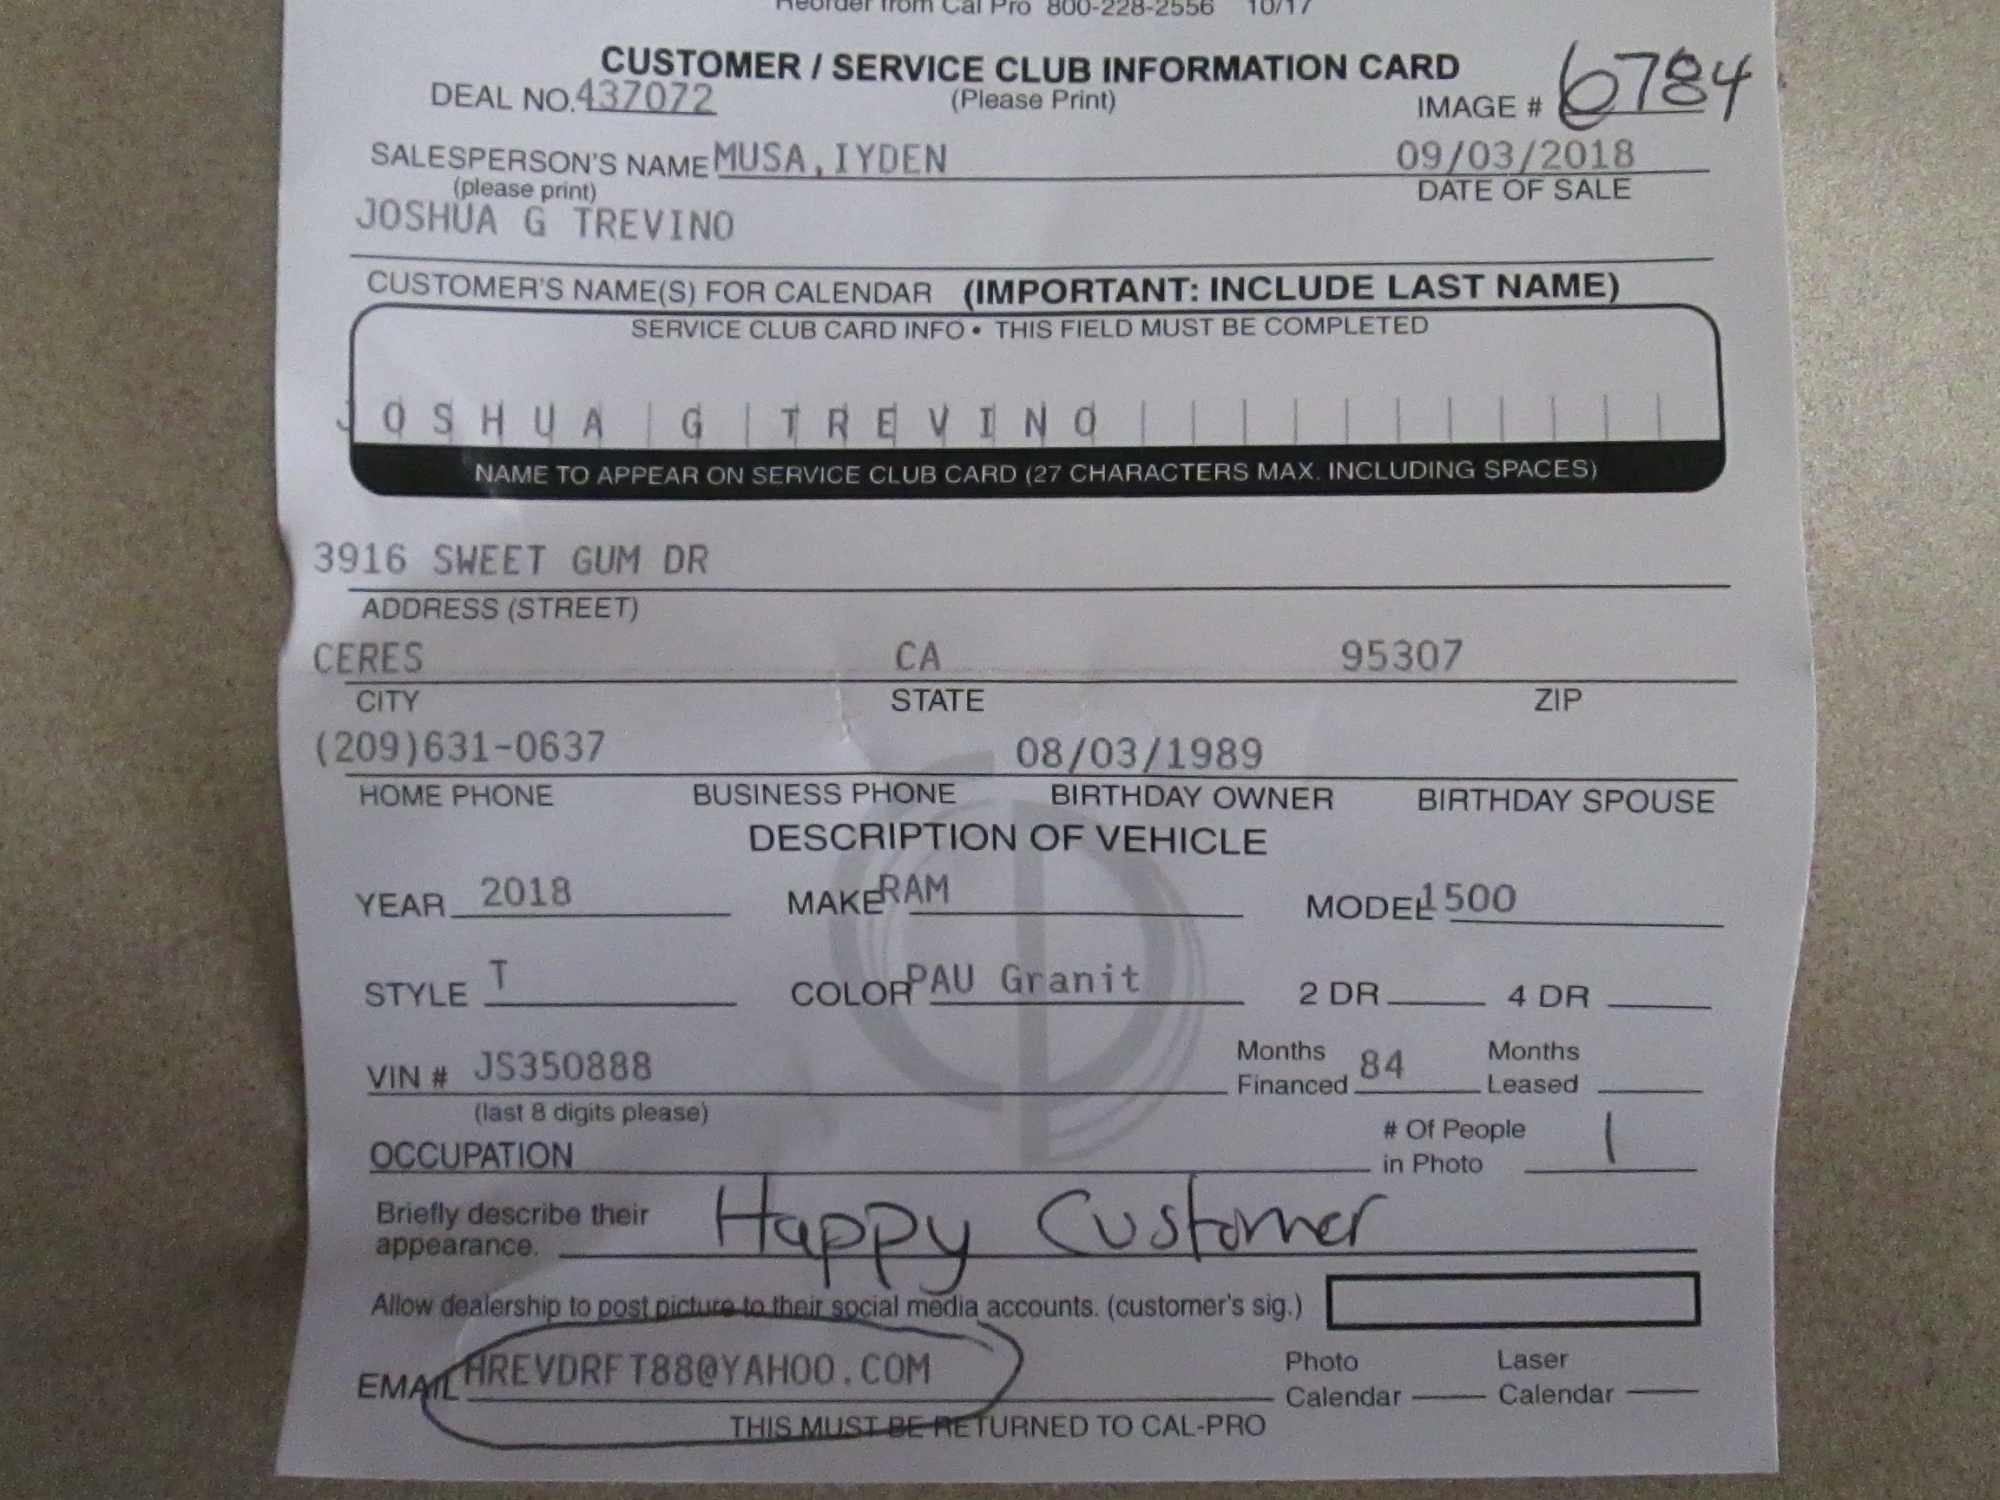 Reorder from Cal Pro 800-228-2556 10/17
CUSTOMER / SERVICE CLUB INFORMATION CARD
DEAL NO. 437072 (Please Print) IMAGE # 6784
SALESPERSON'S NAME MUSA,IYDEN 09/03/2018
(please print) DATE OF SALE
JOSHUA G TREVINO
CUSTOMER'S NAME(S) FOR CALENDAR (IMPORTANT: INCLUDE LAST NAME)
SERVICE CLUB CARD INFO • THIS FIELD MUST BE COMPLETED
JOSHUA G TREVINO
NAME TO APPEAR ON SERVICE CLUB CARD (27 CHARACTERS MAX. INCLUDING SPACES)
3916 SWEET GUM DR
ADDRESS (STREET)
CERES CA 95307
CITY STATE ZIP
(209)631-0637 08/03/1989
HOME PHONE BUSINESS PHONE BIRTHDAY OWNER BIRTHDAY SPOUSE
DESCRIPTION OF VEHICLE
YEAR 2018 MAKE RAM MODEL 1500
STYLE T COLOR PAU Granit 2 DR 4 DR
VIN # JS350888 Months Financed 84 Months Leased
(last 8 digits please)
OCCUPATION # Of People in Photo 1
Briefly describe their appearance. Happy Customer
Allow dealership to post picture to their social media accounts. (customer's sig.)
EMAIL HREVDRFT88@YAHOO.COM Photo Calendar Laser Calendar
THIS MUST BE RETURNED TO CAL-PRO